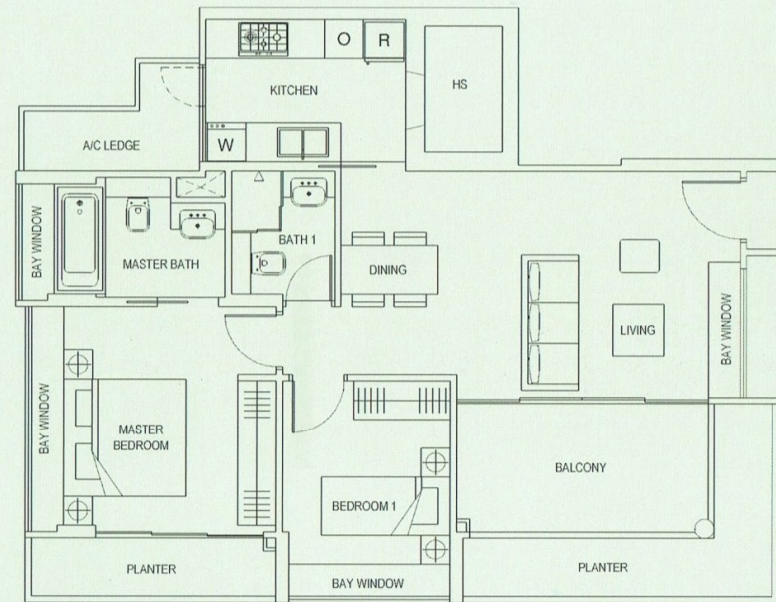 O
R
KITCHEN
HS
A/C LEDGE
W
BAY WINDOW
MASTER BATH
BATH 1
DINING
LIVING
BAY WINDOW
BAY WINDOW
MASTER
BEDROOM
BALCONY
BEDROOM 1
PLANTER
BAY WINDOW
PLANTER